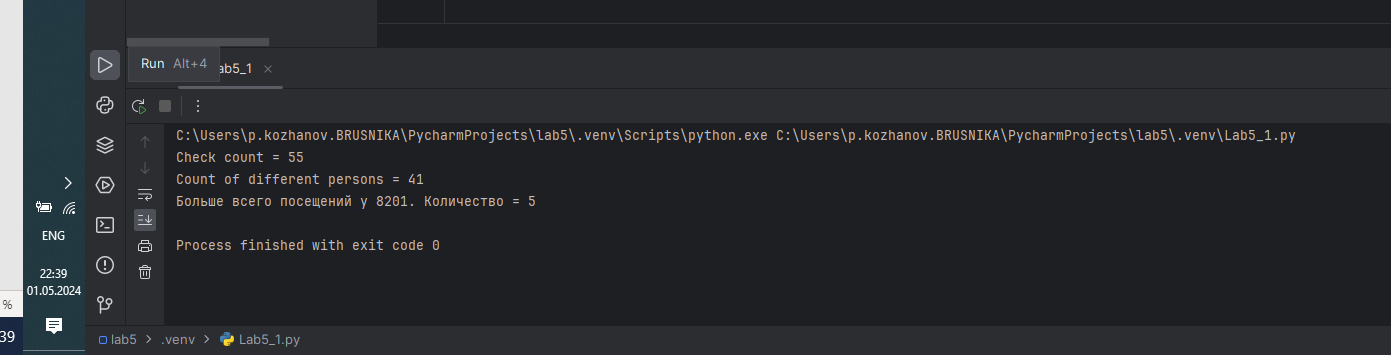 Run Alt+4
ab5_1
C:\Users\p.kozhanov.BRUSNIKA\PycharmProjects\lab5\.venv\Scripts\python.exe C:\Users\p.kozhanov.BRUSNIKA\PycharmProjects\lab5\.venv\Lab5_1.py
Check count = 55
Count of different persons = 41
Больше всего посещений у 8201. Количество = 5
Process finished with exit code 0
ENG
22:39
01.05.2024
%
39
lab5 > .venv > Lab5_1.py